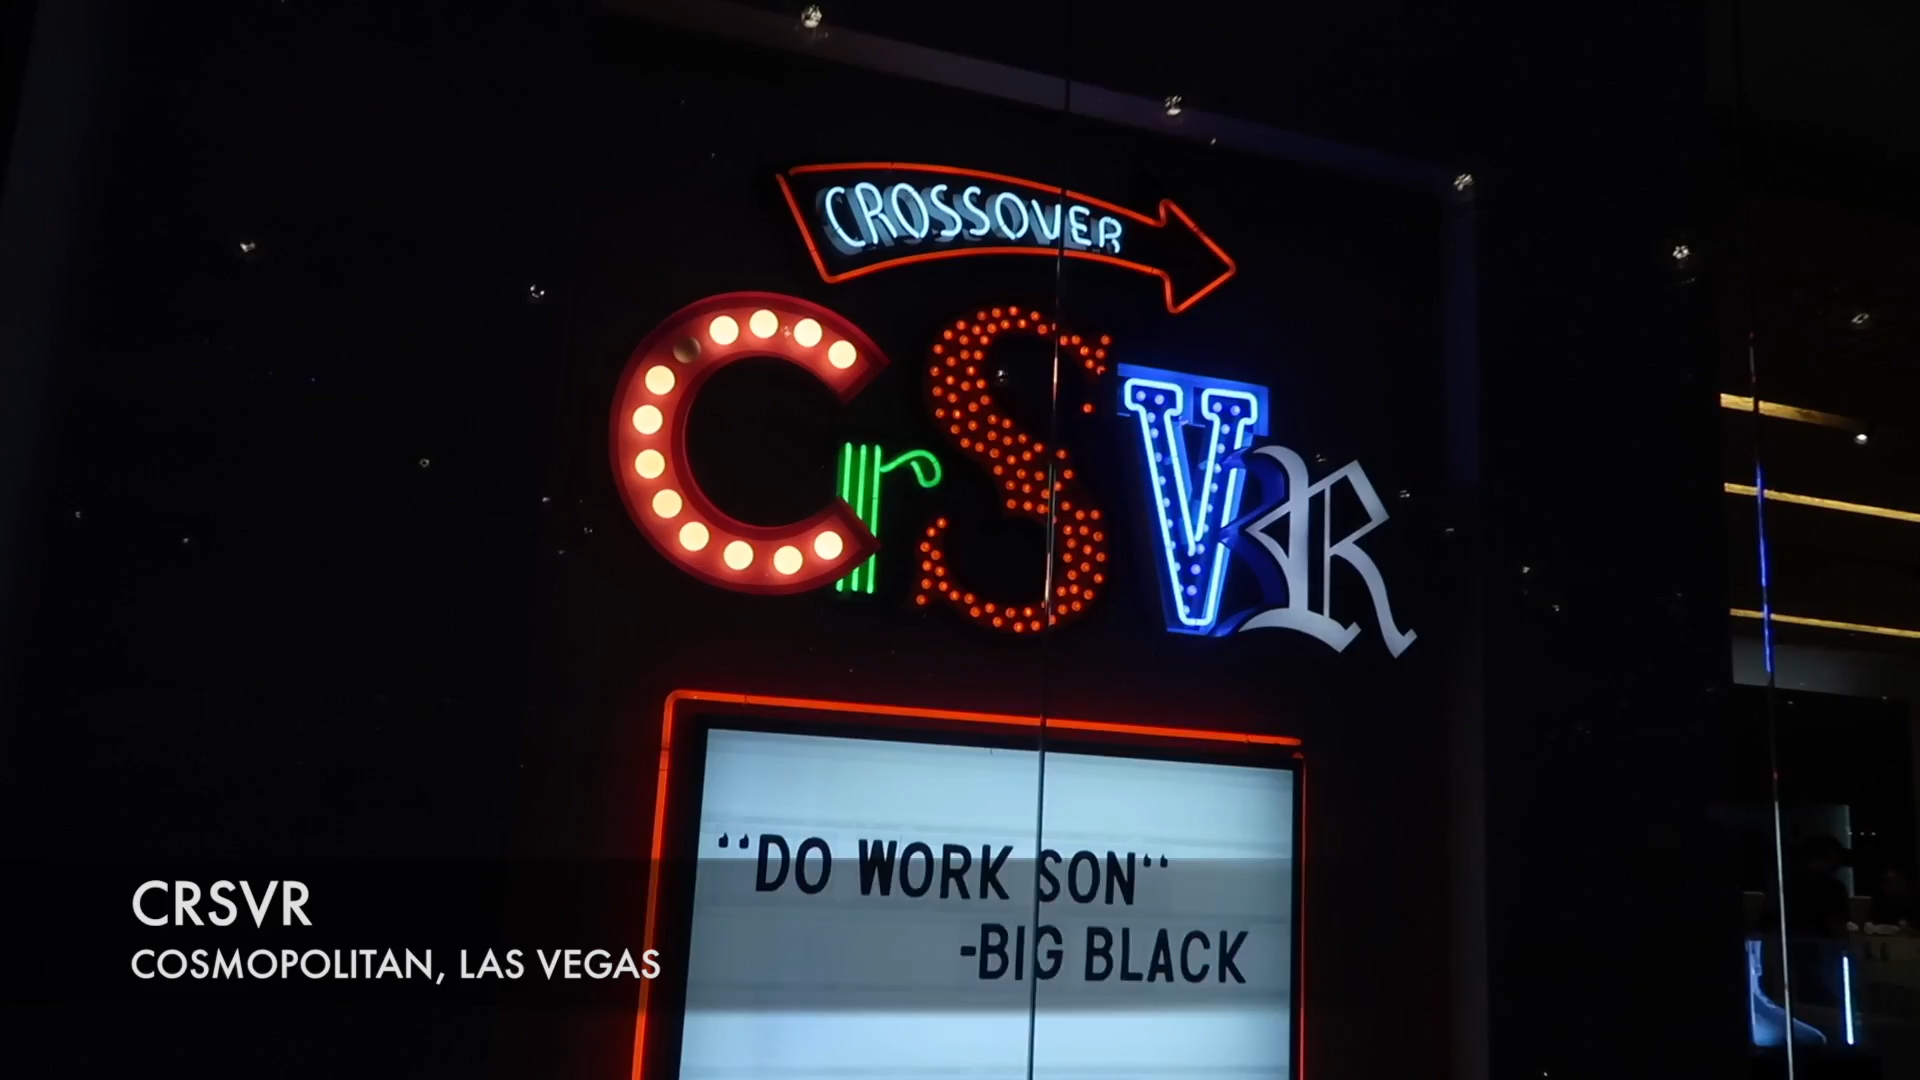 CROSSOVER
CrSVR
“DO WORK SON“
-BIG BLACK
CRSVR
COSMOPOLITAN, LAS VEGAS